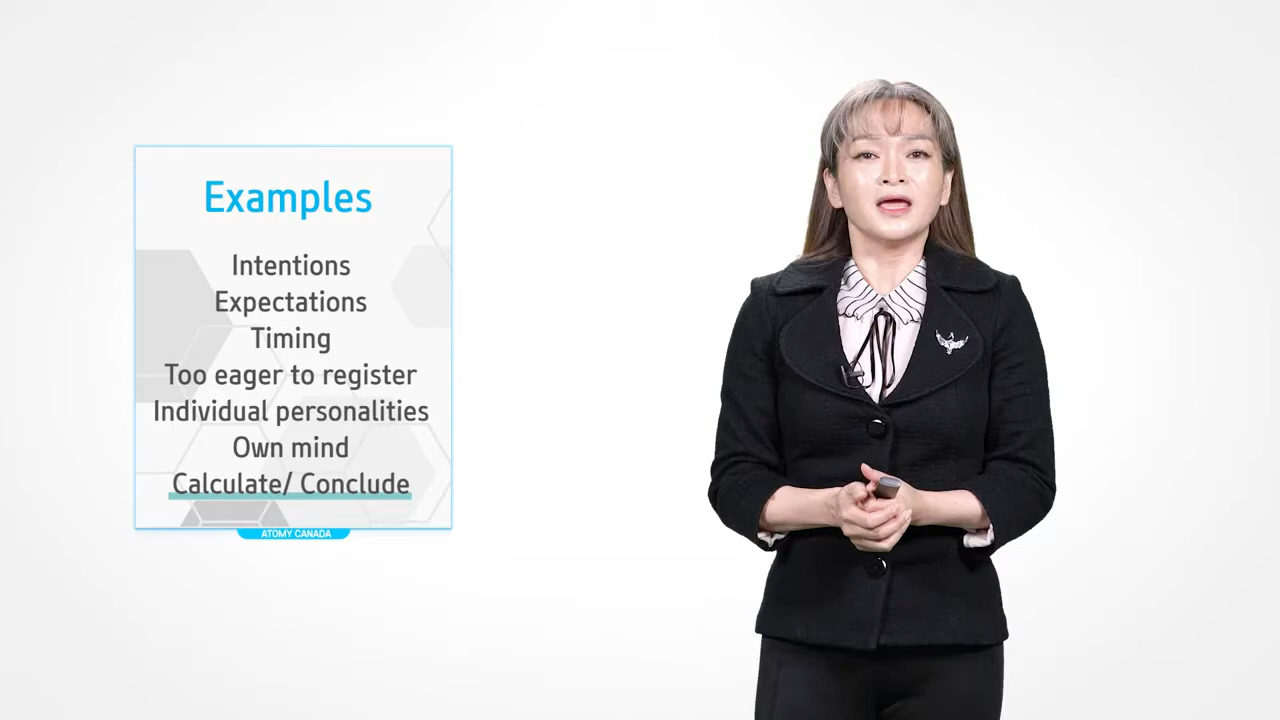 Examples
Intentions
Expectations
Timing
Too eager to register
Individual personalities
Own mind
Calculate/ Conclude
ATOMY CANADA